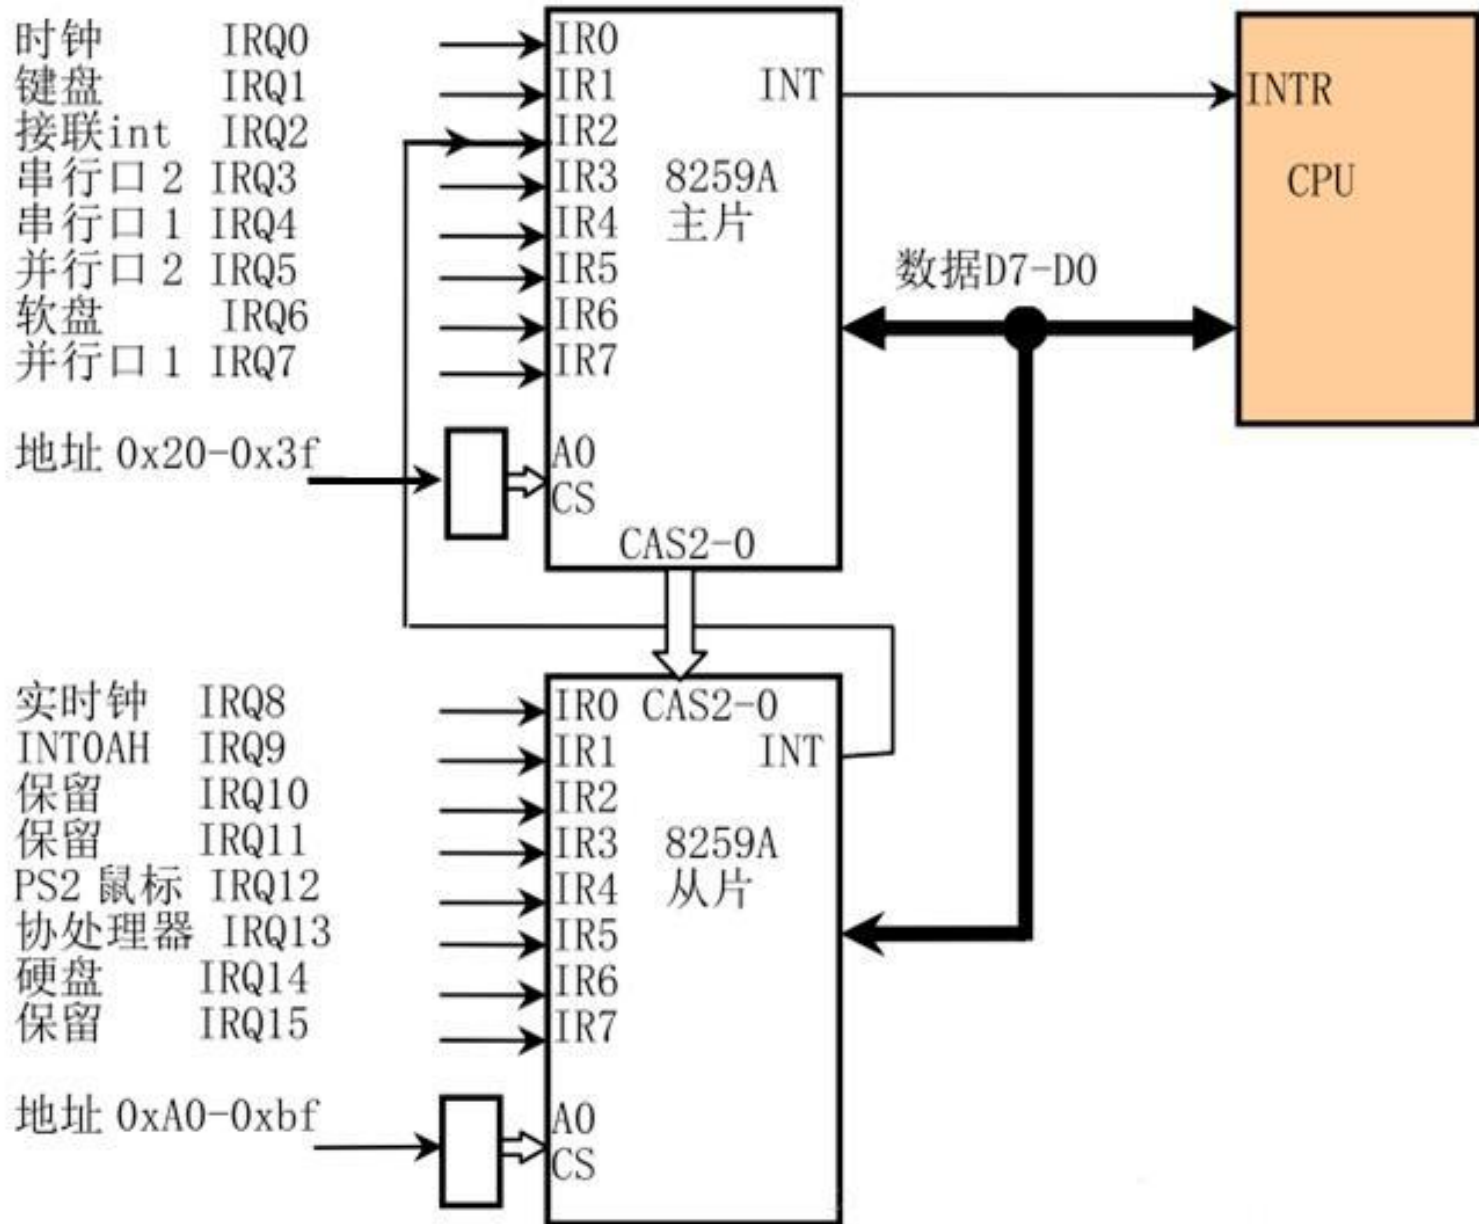 时钟 IRQ0
键盘 IRQ1
接联int IRQ2
串行口 2 IRQ3
串行口 1 IRQ4
并行口 2 IRQ5
软盘 IRQ6
并行口 1 IRQ7
地址 0x20-0x3f
IR0
IR1
IR2
IR3
IR4
IR5
IR6
IR7
A0
CS
INT
8259A
主片
CAS2-0
INTR
CPU
数据D7-D0
实时钟 IRQ8
INT0AH IRQ9
保留 IRQ10
保留 IRQ11
PS2 鼠标 IRQ12
协处理器 IRQ13
硬盘 IRQ14
保留 IRQ15
地址 0xA0-0xbf
IR0 CAS2-0
IR1
IR2
IR3
IR4
IR5
IR6
IR7
A0
CS
INT
8259A
从片